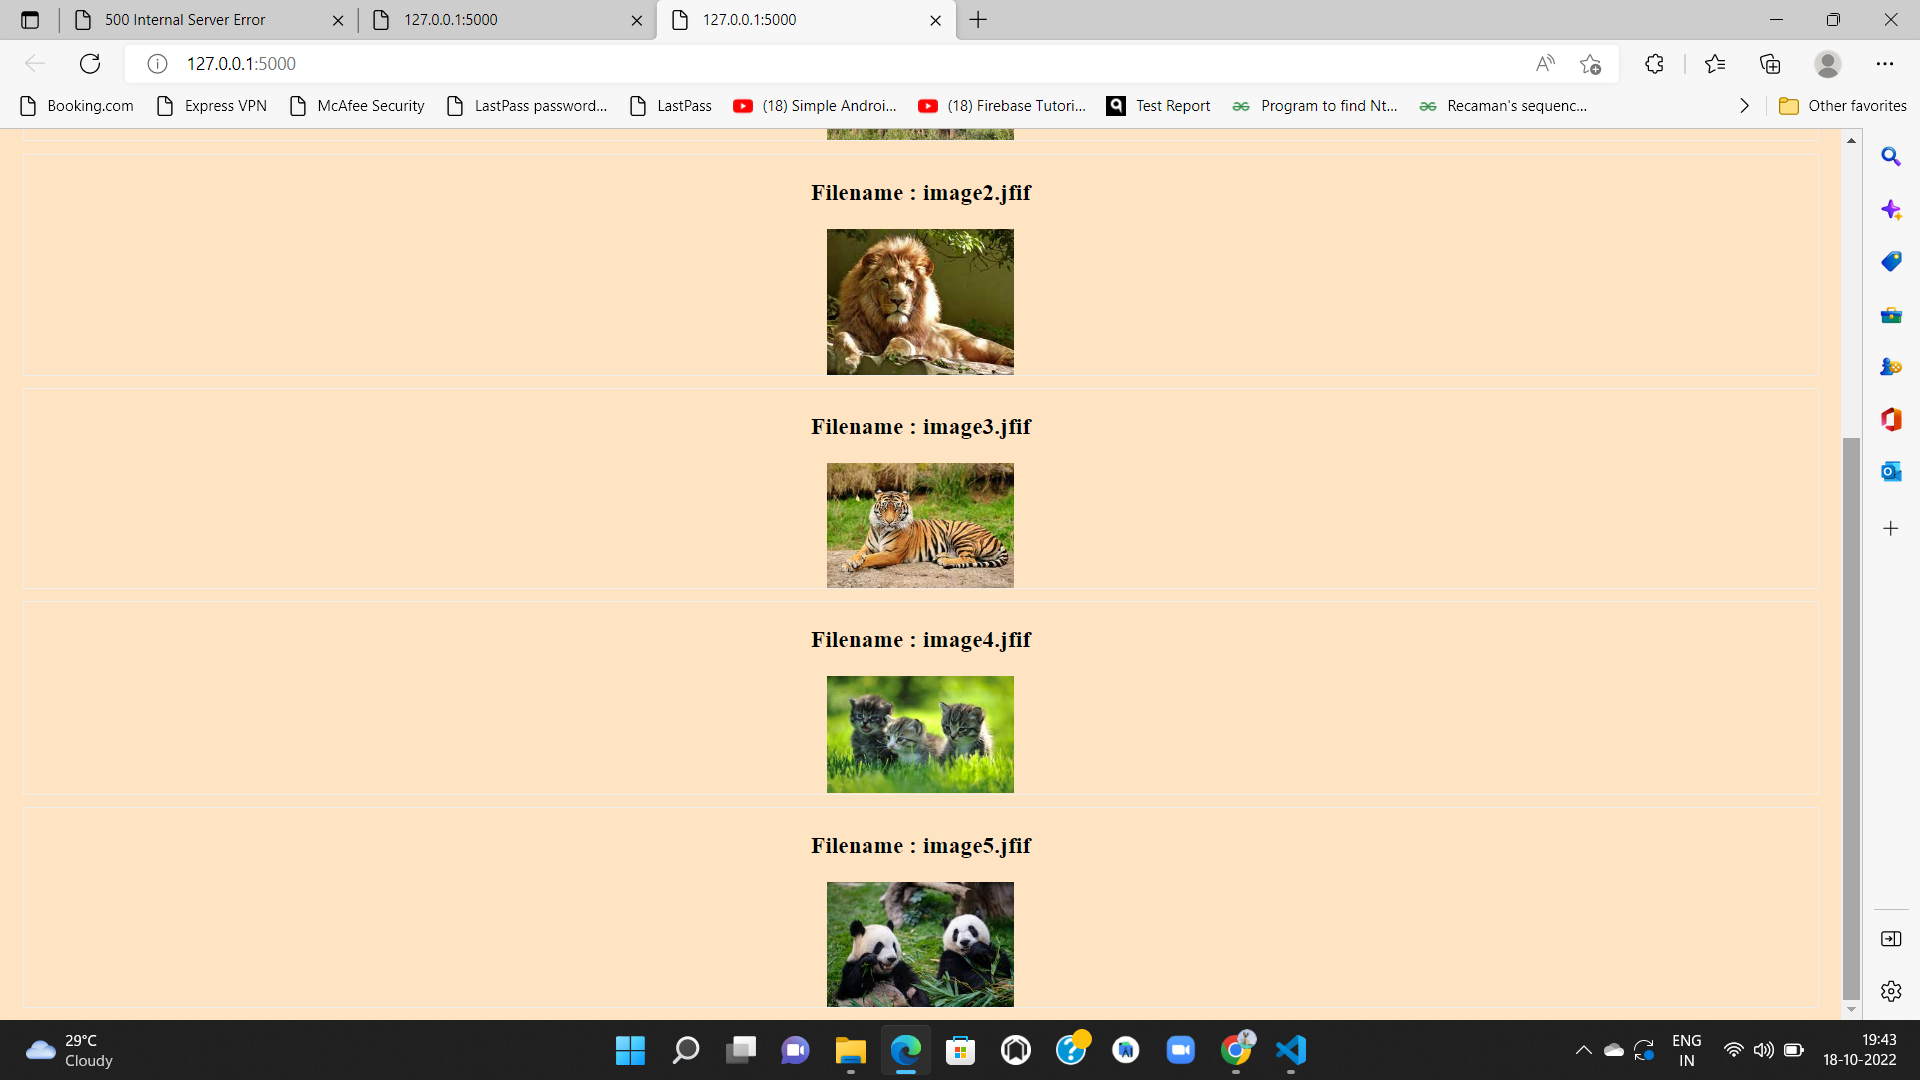 500 Internal Server Error
127.0.0.1:5000
127.0.0.1:5000
127.0.0.1:5000
Booking.com
Express VPN
McAfee Security
LastPass password...
LastPass
(18) Simple Androi...
(18) Firebase Tutori...
Test Report
Program to find Nt...
Recaman's sequenc...
Other favorites
Filename : image2.jfif
Filename : image3.jfif
Filename : image4.jfif
Filename : image5.jfif
29°C
Cloudy
ENG
IN
19:43
18-10-2022